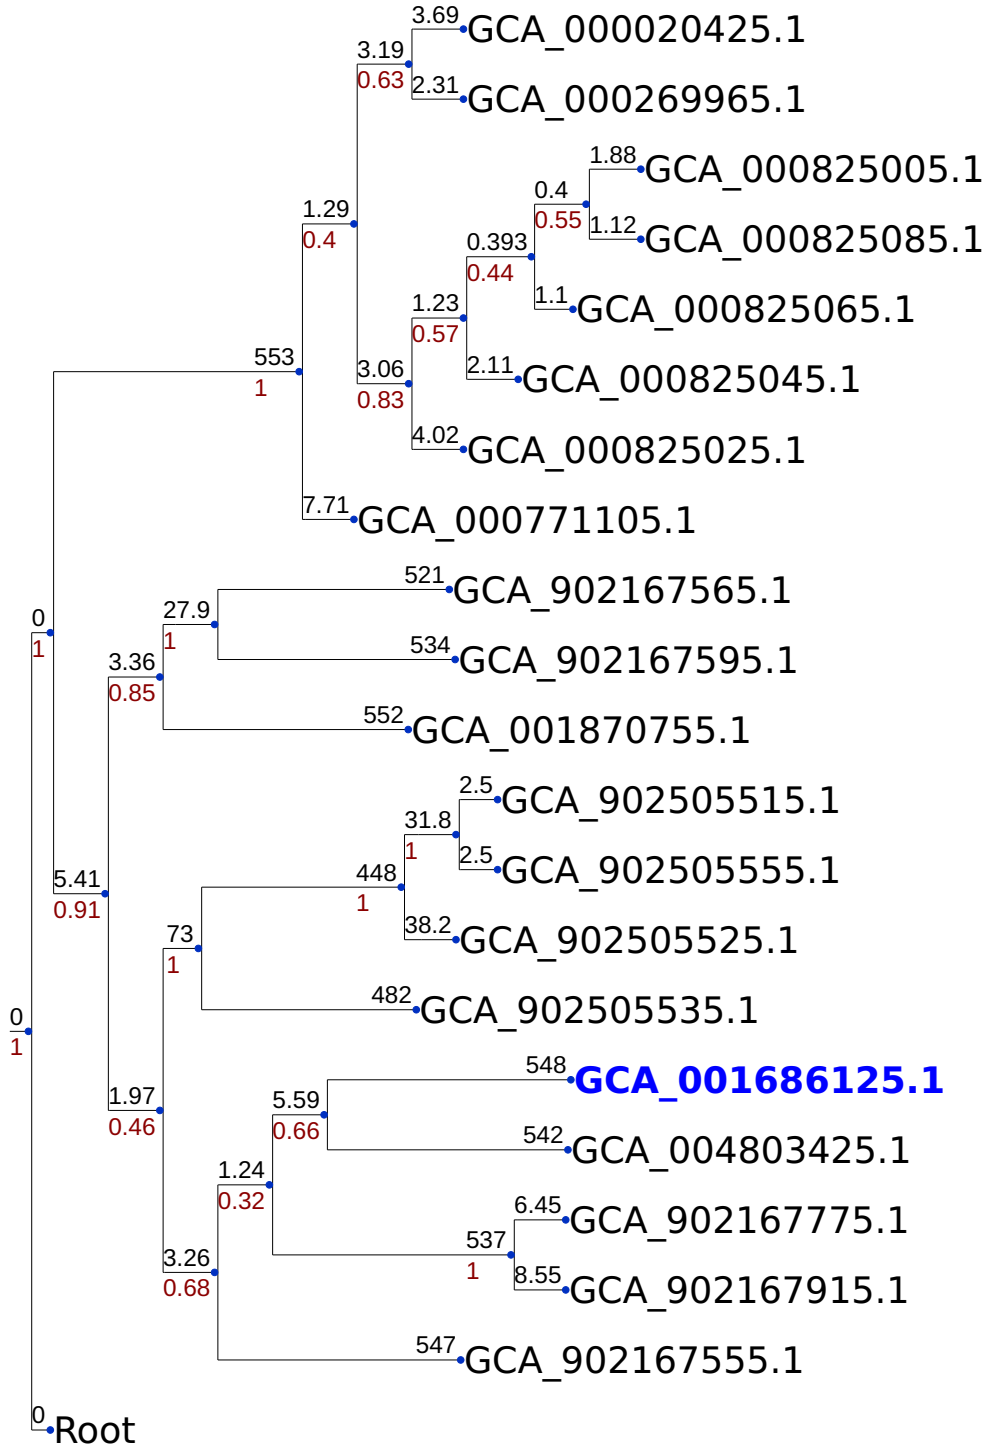 3.69
GCA_000020425.1
3.19
0.63
2.31
GCA_000269965.1
1.88
GCA_000825005.1
0.4
0.55
1.12
GCA_000825085.1
1.29
0.4
0.393
0.44
1.1
GCA_000825065.1
1.23
0.57
2.11
GCA_000825045.1
553
1
3.06
0.83
4.02
GCA_000825025.1
7.71
GCA_000771105.1
521
GCA_902167565.1
0
1
27.9
1
534
GCA_902167595.1
3.36
0.85
552
GCA_001870755.1
2.5
GCA_902505515.1
31.8
1
2.5
GCA_902505555.1
5.41
0.91
448
1
38.2
GCA_902505525.1
73
1
482
GCA_902505535.1
0
1
548
GCA_001686125.1
1.97
0.46
5.59
0.66
542
GCA_004803425.1
1.24
0.32
6.45
GCA_902167775.1
537
1
3.26
0.68
8.55
GCA_902167915.1
547
GCA_902167555.1
0
Root